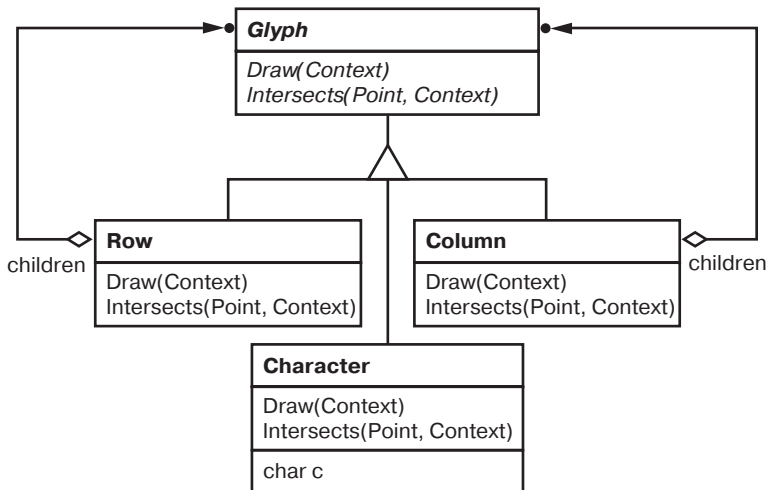 Glyph
Draw(Context)
Intersects(Point, Context)
Row
Draw(Context)
Intersects(Point, Context)
children
Column
Draw(Context)
Intersects(Point, Context)
children
Character
Draw(Context)
Intersects(Point, Context)
char c